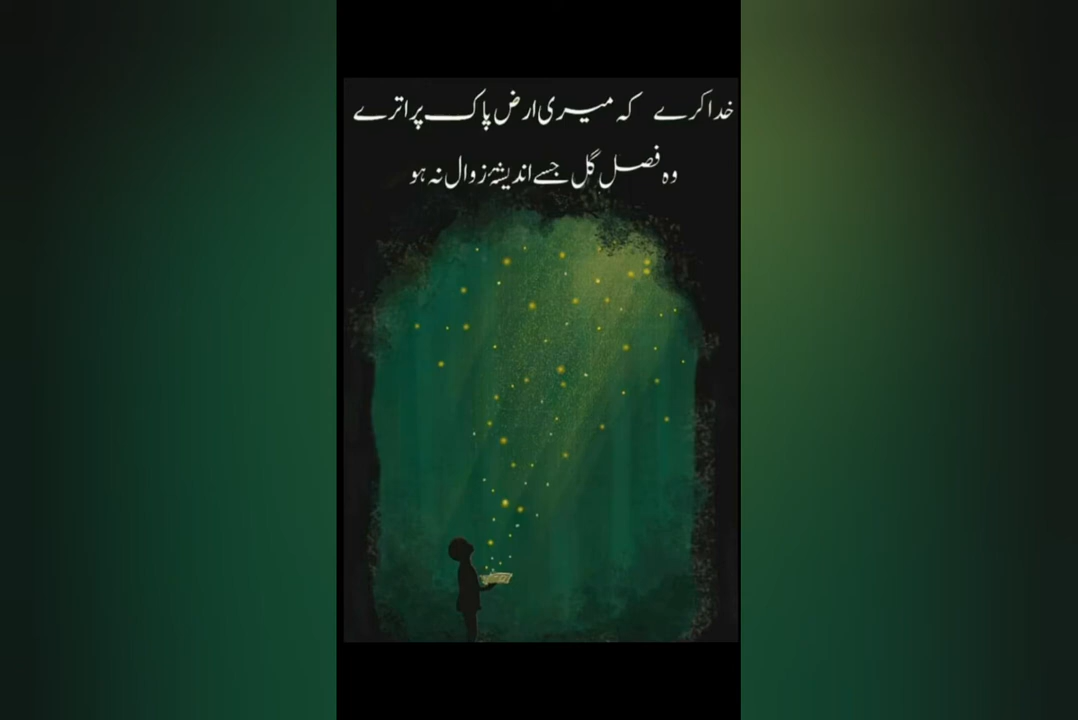 خدا کرے کہ میری ارض پاک پر اترے
وہ فصل گل جسے اندیشۂ زوال نہ ہو